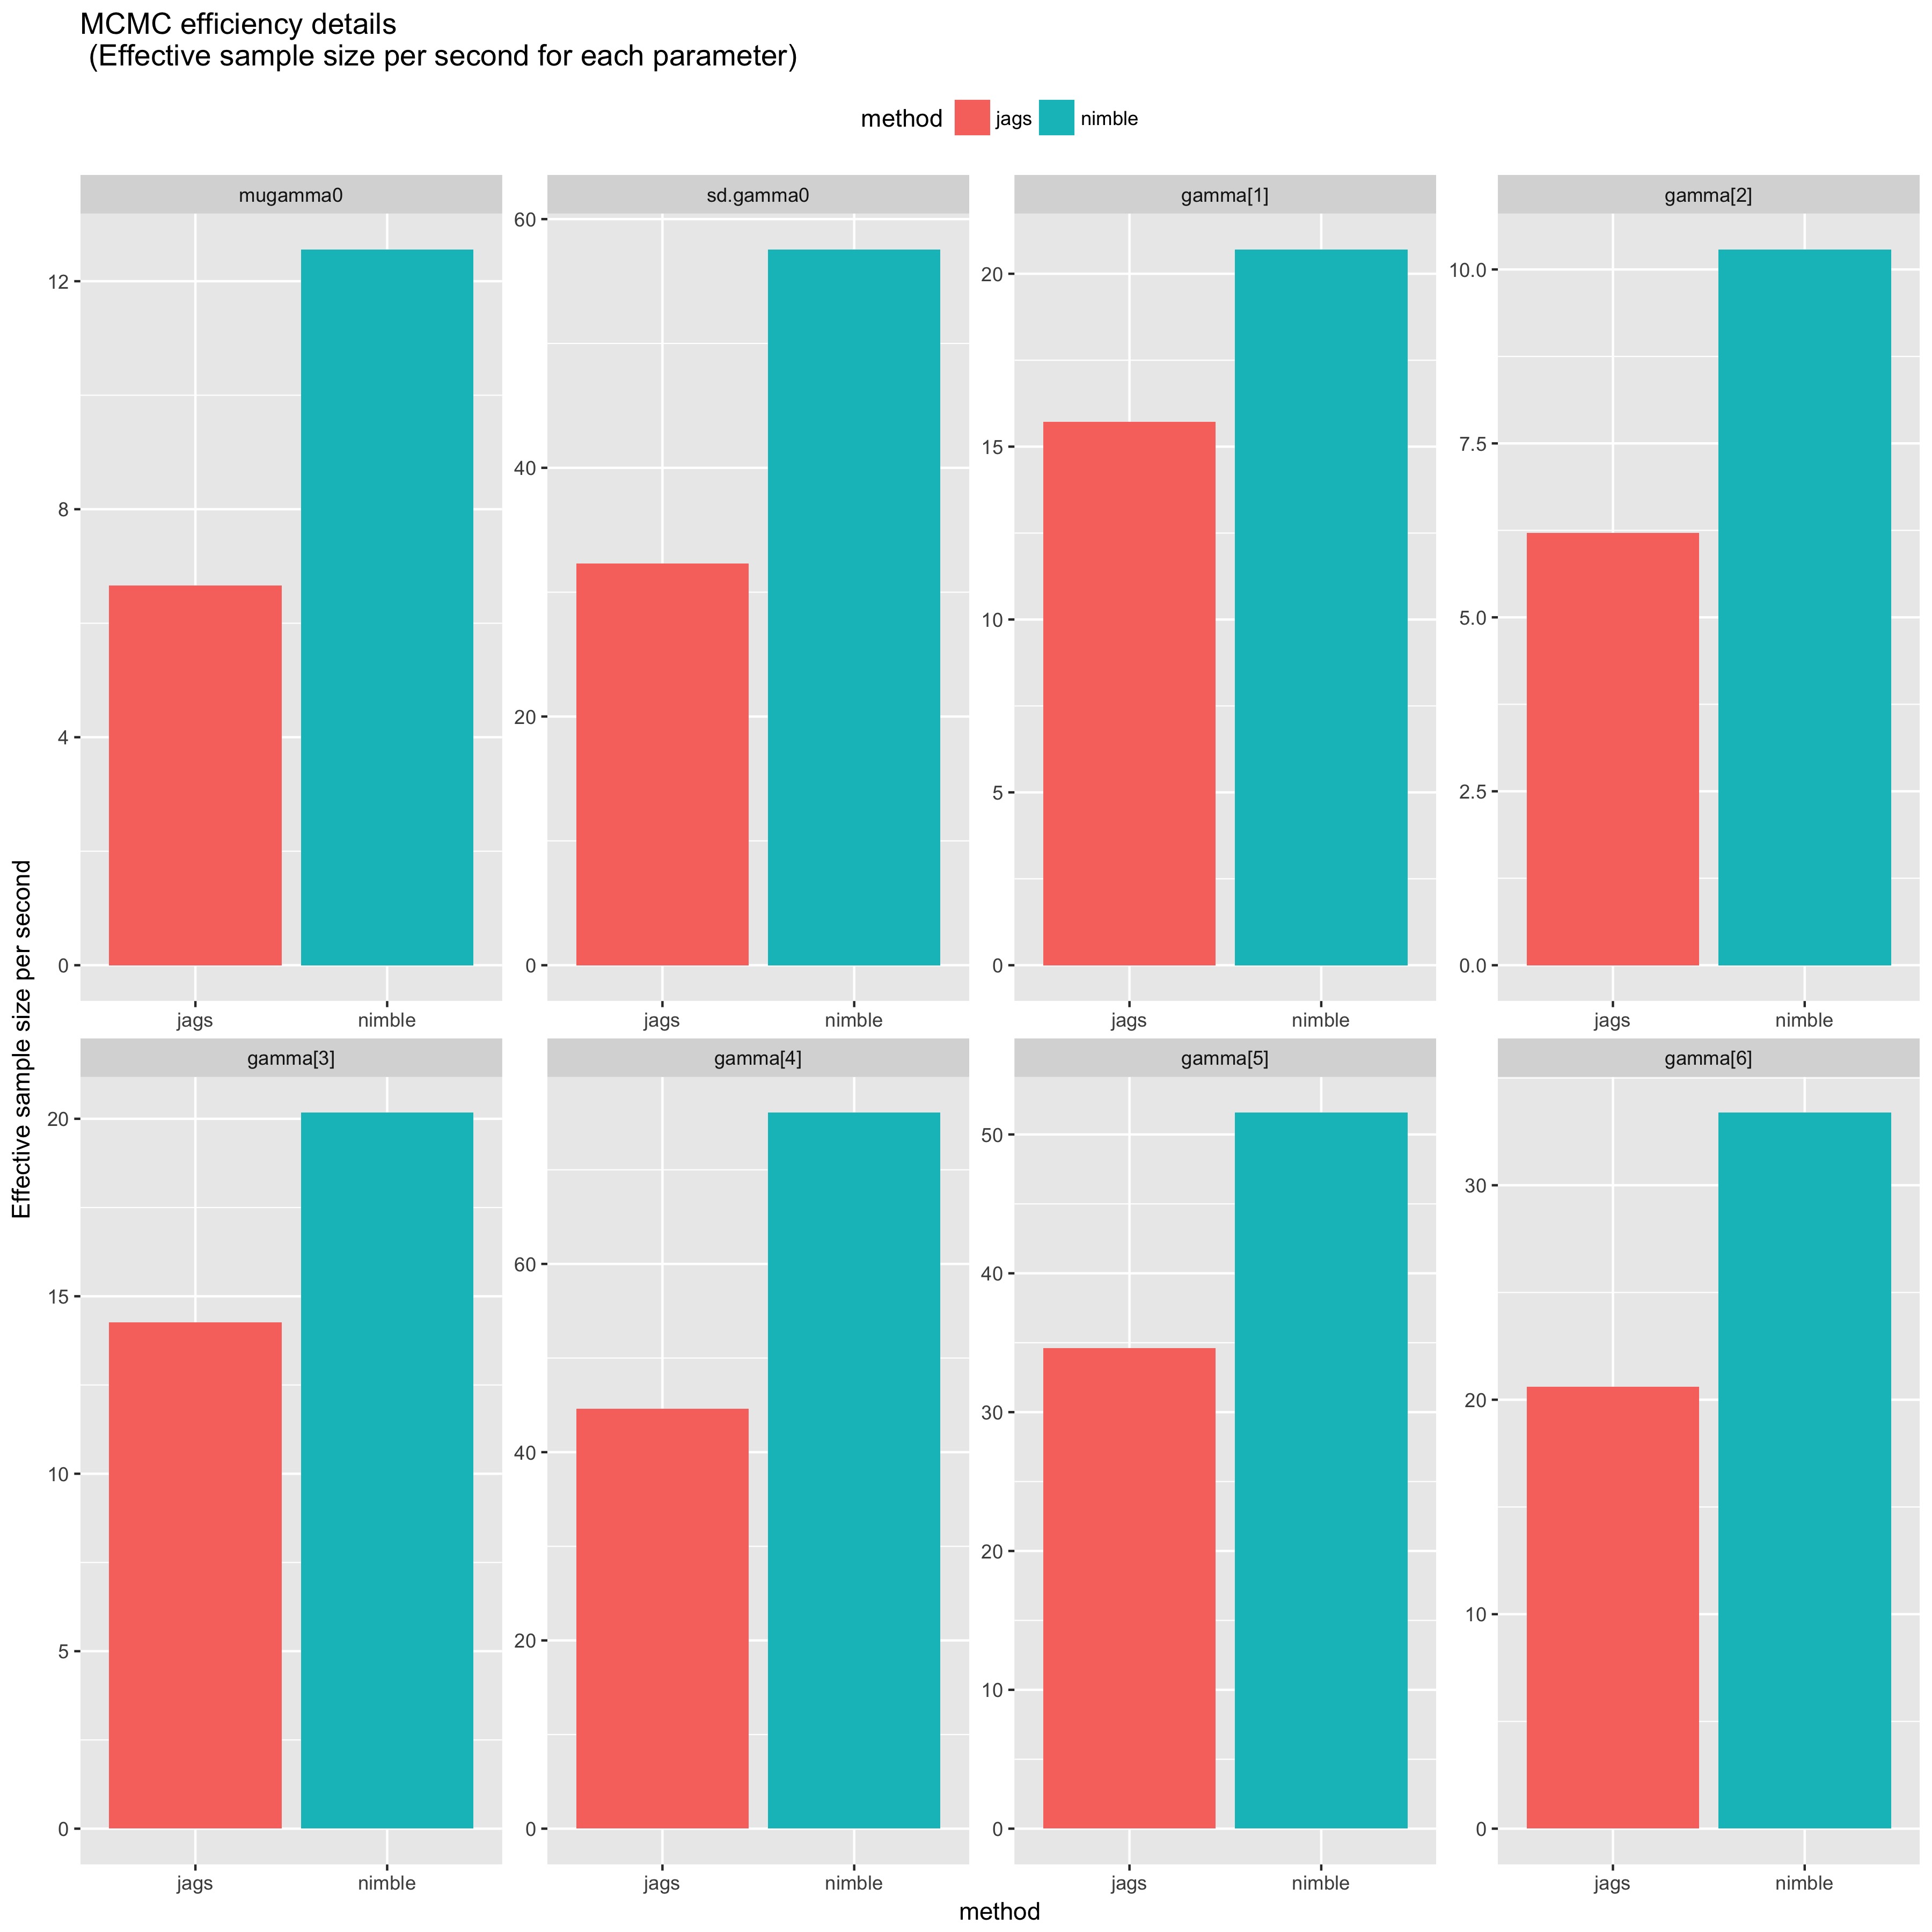 MCMC efficiency details
(Effective sample size per second for each parameter)
method jags nimble
Effective sample size per second
mugamma0
12
8
4
0
jags nimble
sd.gamma0
60
40
20
0
jags nimble
gamma[1]
20
15
10
5
0
jags nimble
gamma[2]
10.0
7.5
5.0
2.5
0.0
jags nimble
gamma[3]
20
15
10
5
0
jags nimble
gamma[4]
60
40
20
0
jags nimble
gamma[5]
50
40
30
20
10
0
jags nimble
gamma[6]
30
20
10
0
jags nimble
method